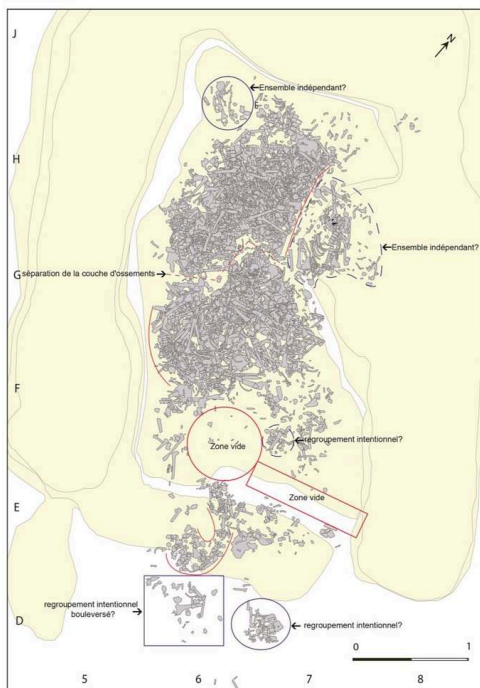 J
N
Ensemble indépendant?
H
Ensemble indépendant?
G
séparation de la couche d'ossements
F
regroupement intentionnel?
Zone vide
Zone vide
E
regroupement intentionnel
bouleversé?
D
regroupement intentionnel?
0 1
5 6 7 8